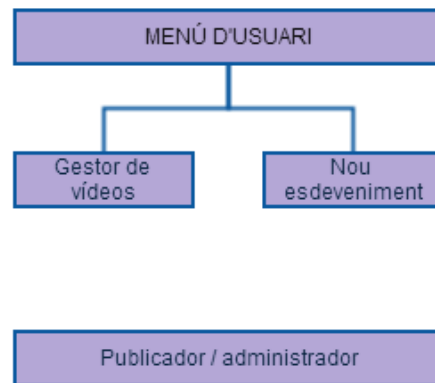 MENÚ D'USUARI
Gestor de
vídeos
Nou
esdeveniment
Publicador / administrador